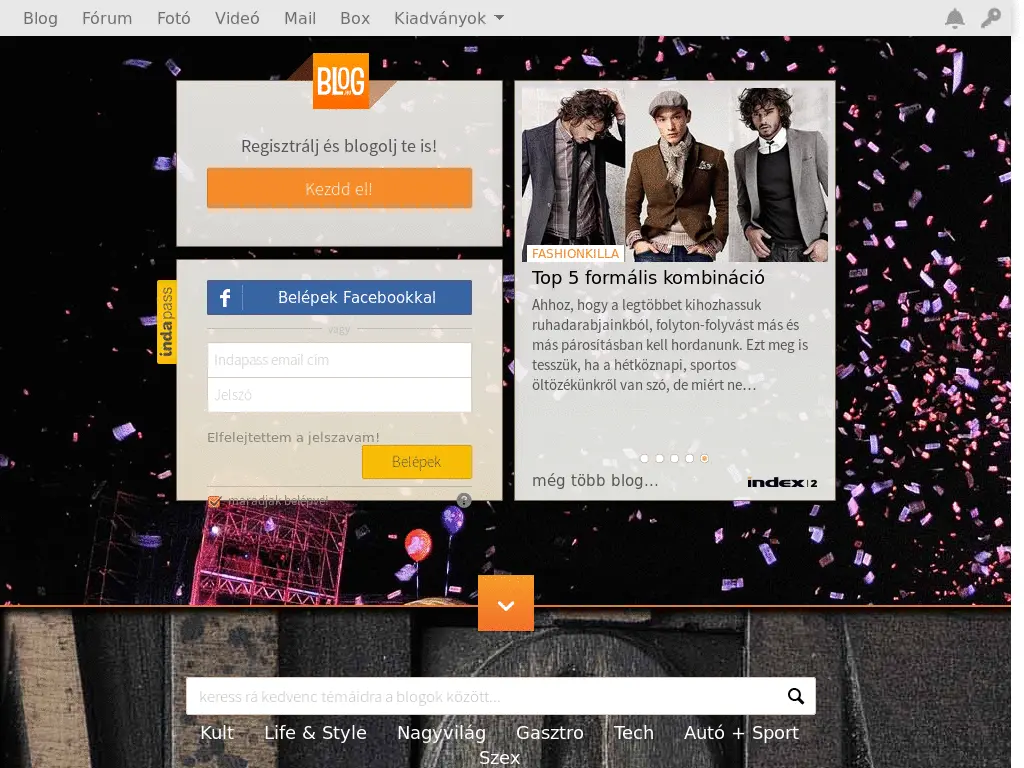 Blog Fórum Fotó Videó Mail Box Kiadványok
BLOG
Regisztrálj és blogolj te is!
Kezdd el!
indapass
Belépek Facebookkal
vagy
Indapass email cím
Jelszó
Elfelejtettem a jelszavam!
Belépek
maradjak belépve!
?
FASHIONKILLA
Top 5 formális kombináció
Ahhoz, hogy a legtöbbet kihozhassuk
ruhadarabjainkból, folyton-folyvást más és
más párosításban kell hordanunk. Ezt meg is
tesszük, ha a hétköznapi, sportos
öltözékünkről van szó, de miért ne…
még több blog...
index|2
keress rá kedvenc témáidra a blogok között...
Kult Life & Style Nagyvilág Gasztro Tech Autó + Sport
Szex